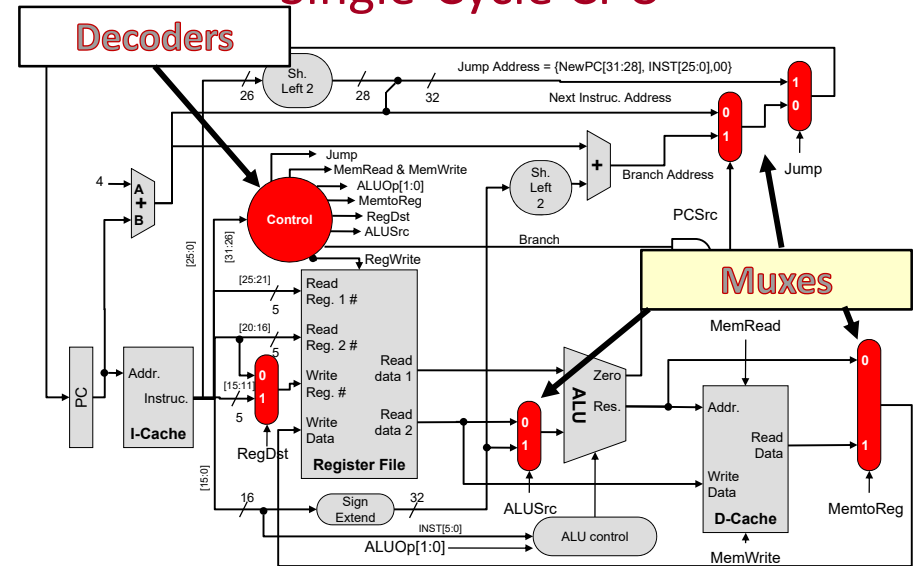 Single-Cycle CPU
Decoders
Sh.
Left 2
26
28
32
Jump Address = {NewPC[31:28], INST[25:0],00}
Next Instruc. Address
1
0
0
1
Jump
4
A
+
B
Control
Jump
MemRead & MemWrite
ALUOp[1:0]
MemtoReg
RegDst
ALUSrc
Branch
RegWrite
Sh.
Left
2
+
Branch Address
PCSrc
Muxes
[25:0]
[31:26]
[25:21]
5
[20:16]
5
[15:11]
5
[15:0]
PC
Addr.
Instruc.
I-Cache
0
1
RegDst
Read
Reg. 1 #
Read
Reg. 2 #
Write
Reg. #
Write
Data
Read
data 1
Read
data 2
Register File
0
1
ALUSrc
Zero
ALU
Res.
MemRead
Addr.
Read
Data
Write
Data
D-Cache
MemWrite
0
1
MemtoReg
16
Sign
Extend
32
INST[5:0]
ALUOp[1:0]
ALU control